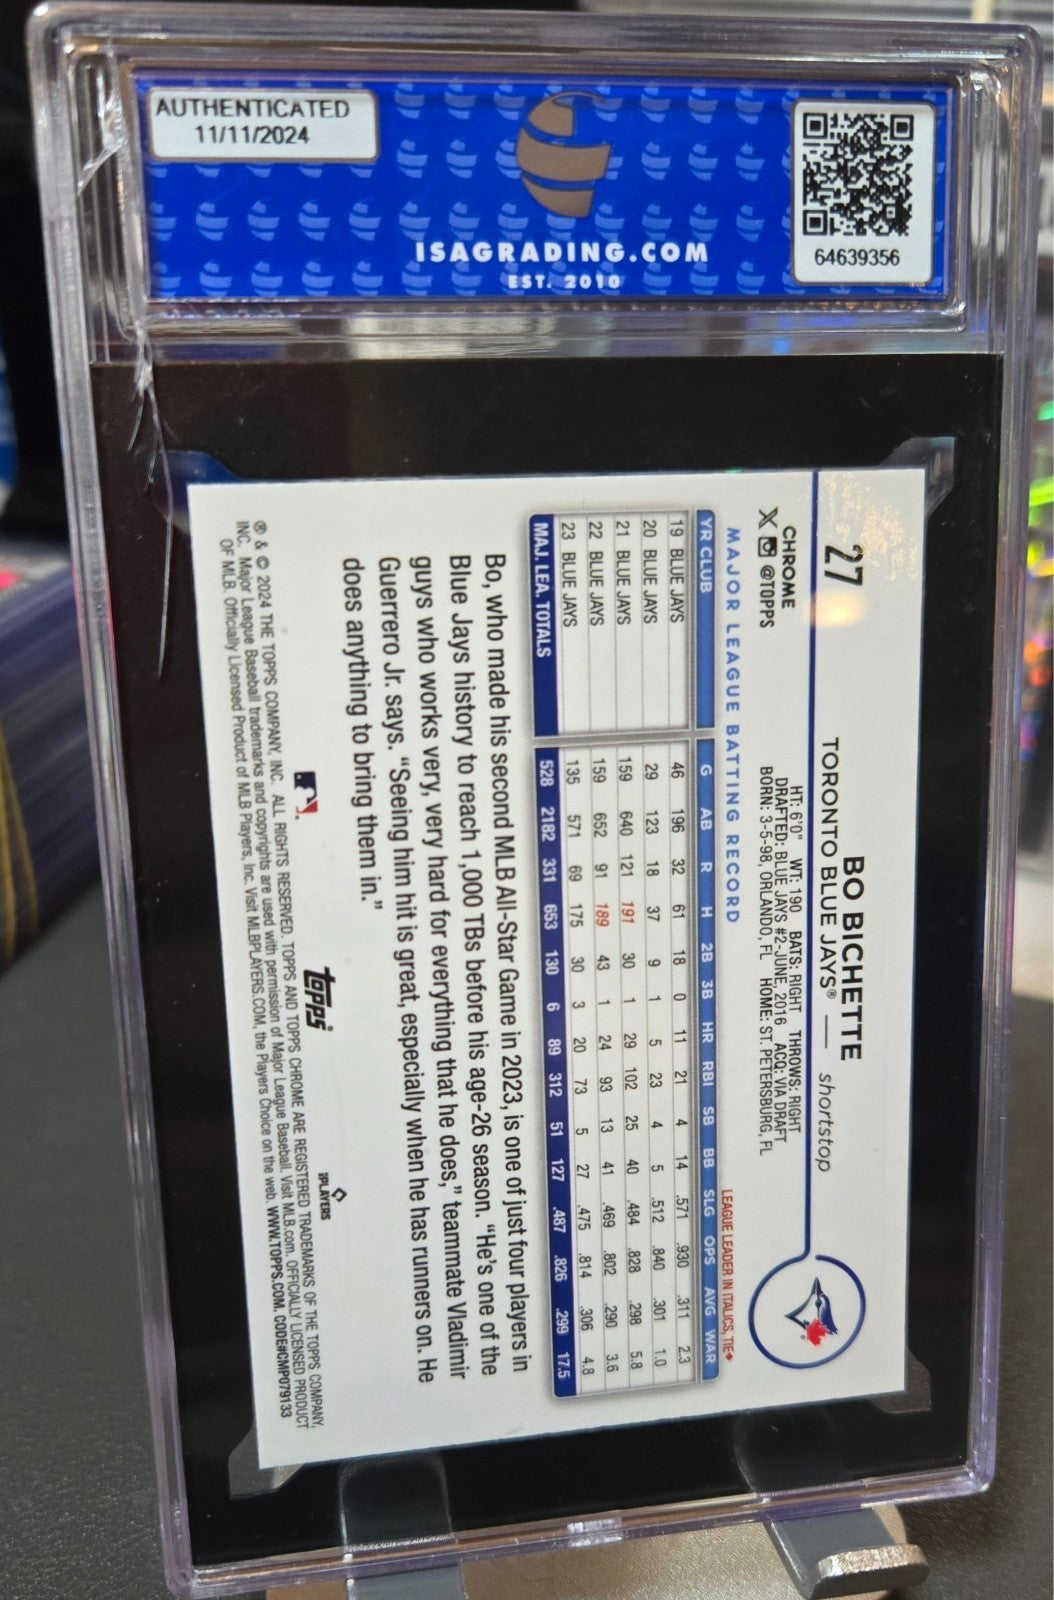 AUTHENTICATED
11/11/2024
ISAGRADING.COM
EST. 2010
64639356
27
BO BICHETTE
TORONTO BLUE JAYS® — shortstop
CHROME
X @TOPPS
HT: 6'0" WT: 190 BATS: RIGHT THROWS: RIGHT
DRAFTED: BLUE JAYS #2-JUNE, 2016 ACQ: VIA DRAFT
BORN: 3-5-98, ORLANDO, FL HOME: ST. PETERSBURG, FL
MAJOR LEAGUE BATTING RECORD
LEAGUE LEADER IN ITALICS, TIE♦
YR CLUB G AB R H 2B 3B HR RBI SB BB SLG OPS AVG WAR
19 BLUE JAYS 46 196 32 61 18 0 11 21 4 14 .571 .930 .311 2.3
20 BLUE JAYS 29 123 18 37 9 1 5 23 4 5 .512 .840 .301 1.0
21 BLUE JAYS 159 640 121 191 30 1 29 102 25 40 .484 .828 .298 5.8
22 BLUE JAYS 159 652 91 189 43 1 24 93 13 41 .469 .802 .290 3.6
23 BLUE JAYS 135 571 69 175 30 3 20 73 5 27 .475 .814 .306 4.8
MAJ. LEA. TOTALS 528 2182 331 653 130 6 89 312 51 127 .487 .826 .299 17.5
Bo, who made his second MLB All-Star Game in 2023, is one of just four players in
Blue Jays history to reach 1,000 TBs before his age-26 season. "He's one of the
guys who works very, very hard for everything that he does," teammate Vladimir
Guerrero Jr. says. "Seeing him hit is great, especially when he has runners on. He
does anything to bring them in."
topps
PLAYERS
® & © 2024 THE TOPPS COMPANY, INC. ALL RIGHTS RESERVED. TOPPS AND TOPPS CHROME ARE REGISTERED TRADEMARKS OF THE TOPPS COMPANY,
INC. Major League Baseball trademarks and copyrights are used with permission of Major League Baseball. Visit MLB.com. OFFICIALLY LICENSED PRODUCT
OF MLB. Officially Licensed Product of MLB Players, Inc. Visit MLBPLAYERS.COM, the Players Choice on the web. WWW.TOPPS.COM. CODE#CMP079133